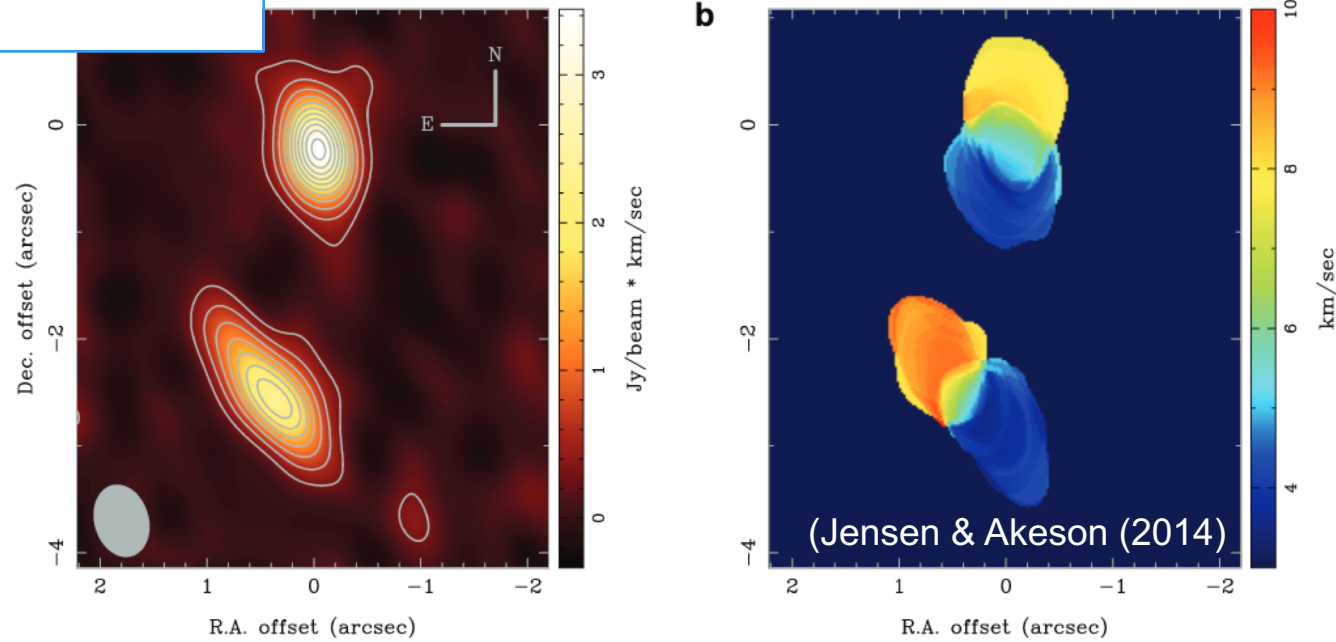 b
N
E
0
−2
−4
Dec. offset (arcsec)
2 1 0 −1 −2
R.A. offset (arcsec)
3
2
1
0
Jy/beam * km/sec
0
−2
−4
2 1 0 −1 −2
R.A. offset (arcsec)
(Jensen & Akeson (2014)
10
8
6
4
km/sec